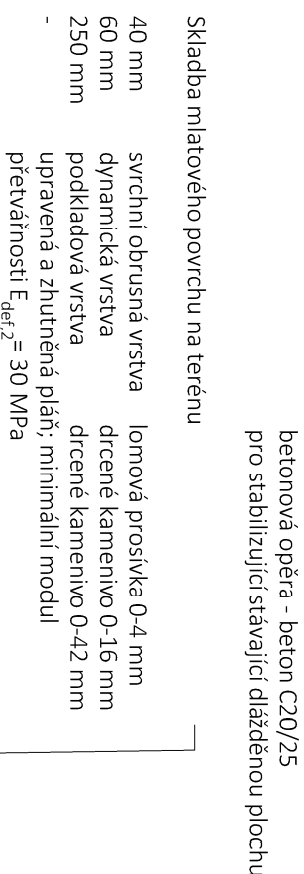 betonová opěra - beton C20/25
pro stabilizující stávající dlážděnou plochu
Skladba mlatového povrchu na terénu
40 mm svrchní obrusná vrstva lomová prosívka 0-4 mm
60 mm dynamická vrstva drcené kamenivo 0-16 mm
250 mm podkladová vrstva drcené kamenivo 0-42 mm
- upravená a zhutněná pláň; minimální modul
přetvářnosti E def,2 = 30 MPa